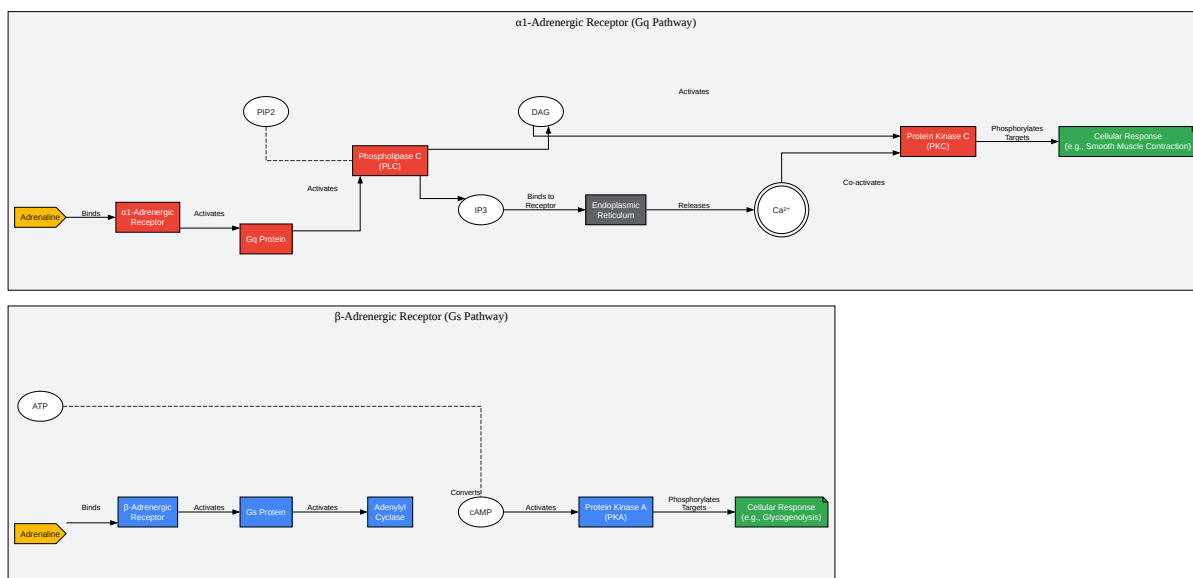 α1-Adrenergic Receptor (Gq Pathway)
Activates
PIP2
DAG
Protein Kinase C
(PKC)
Phosphorylates
Targets
Cellular Response
(e.g., Smooth Muscle Contraction)
Phospholipase C
(PLC)
Activates
Co-activates
Adrenaline
Binds
α1-Adrenergic
Receptor
Activates
Gq Protein
IP3
Binds to
Receptor
Endoplasmic
Reticulum
Releases
Ca²⁺
β-Adrenergic Receptor (Gs Pathway)
ATP
Converts
Adrenaline
Binds
β-Adrenergic
Receptor
Activates
Gs Protein
Activates
Adenylyl
Cyclase
cAMP
Activates
Protein Kinase A
(PKA)
Phosphorylates
Targets
Cellular Response
(e.g., Glycogenolysis)